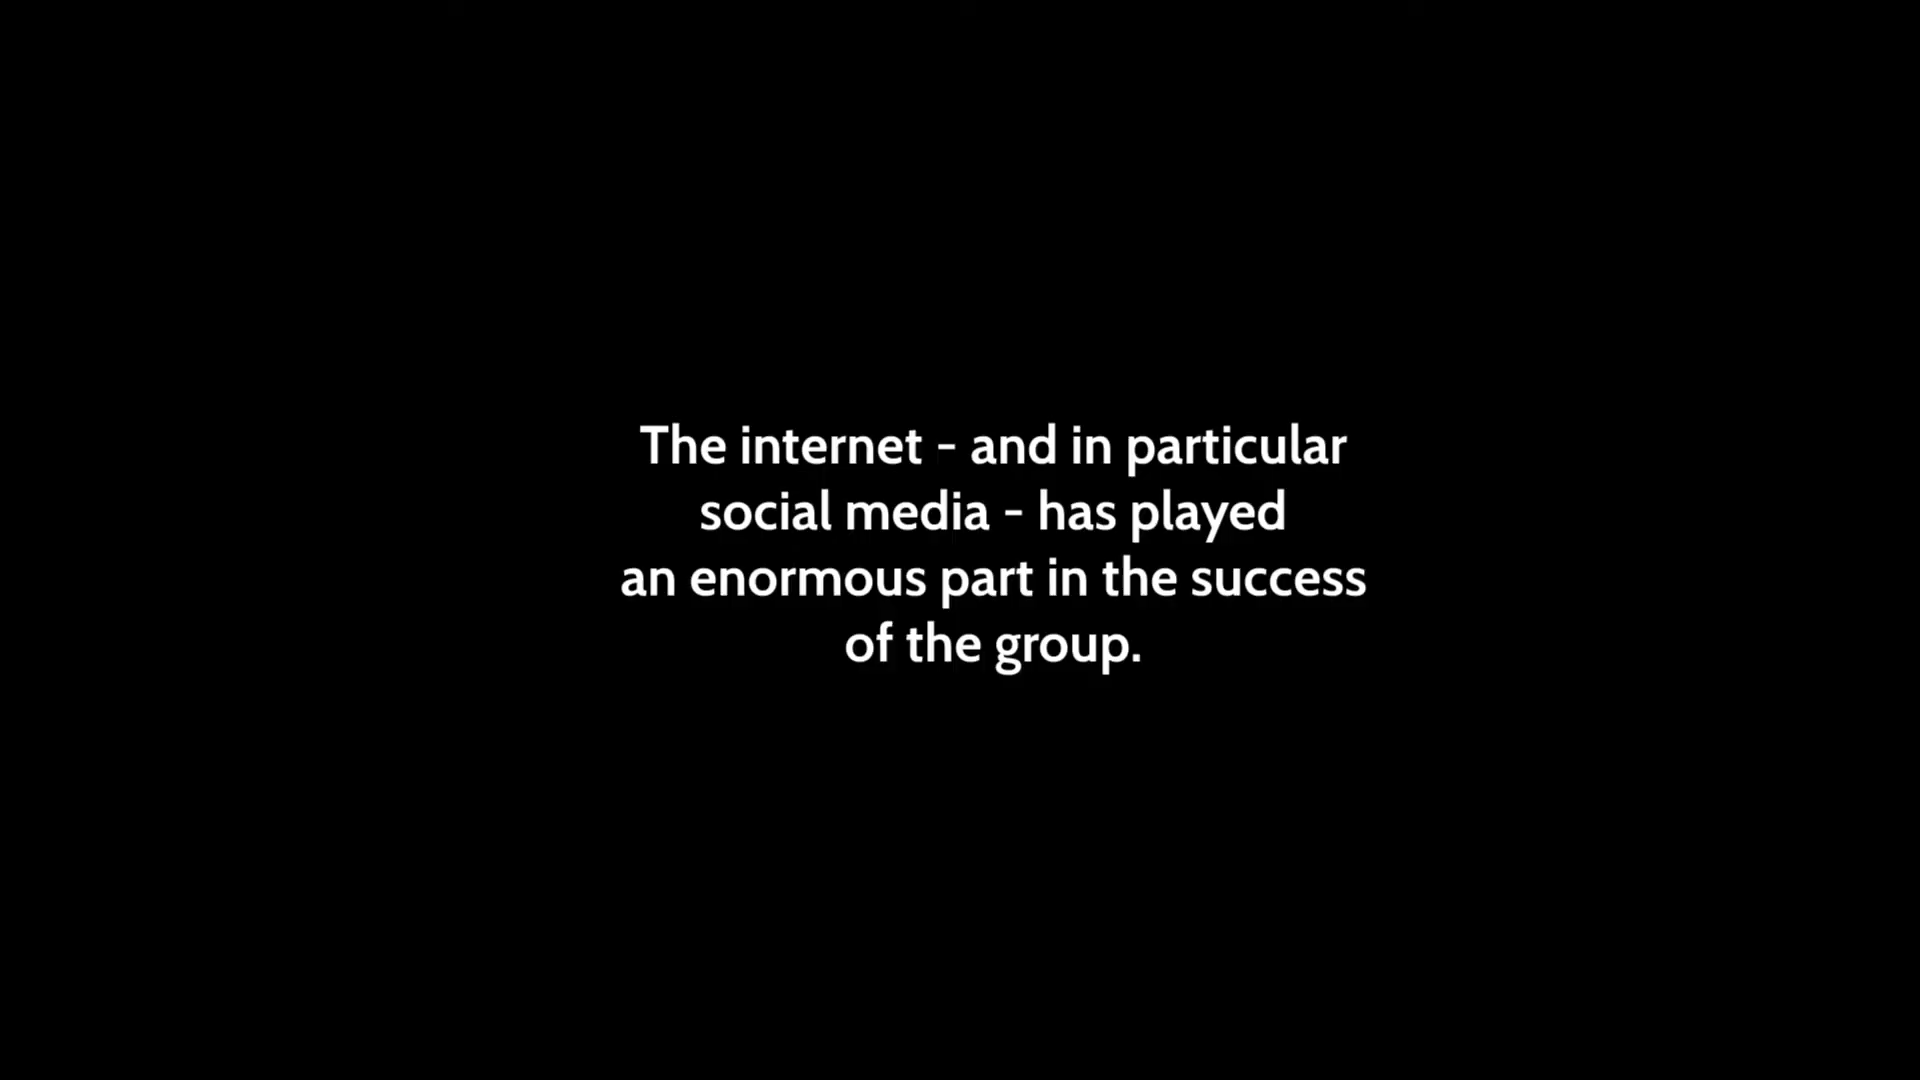 The internet - and in particular
social media - has played
an enormous part in the success
of the group.